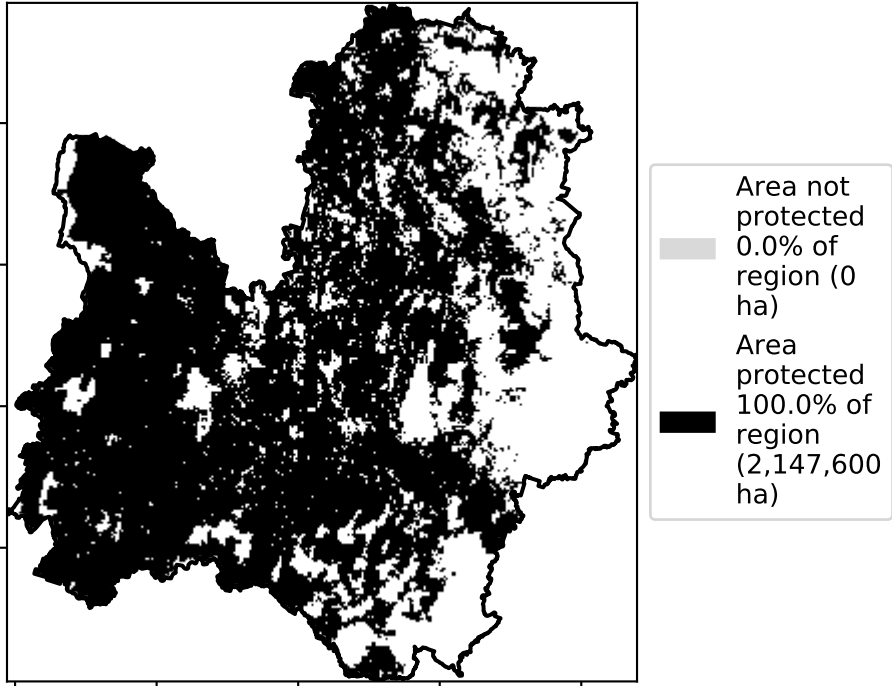 Area not
protected
0.0% of
region (0
ha)
Area
protected
100.0% of
region
(2,147,600
ha)